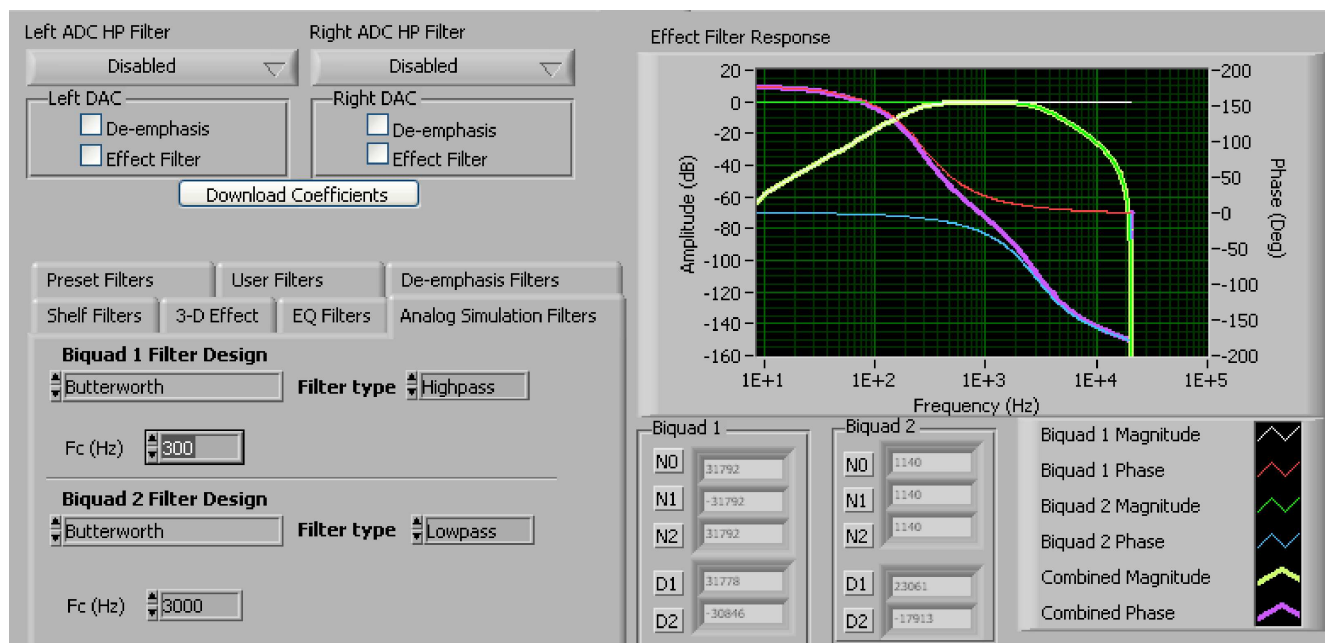 Left ADC HP Filter
Right ADC HP Filter
Disabled
Disabled
Left DAC
De-emphasis
Effect Filter
Right DAC
De-emphasis
Effect Filter
Download Coefficients
Preset Filters
User Filters
De-emphasis Filters
Shelf Filters
3-D Effect
EQ Filters
Analog Simulation Filters
Biquad 1 Filter Design
Butterworth
Filter type
Highpass
Fc (Hz)
300
Biquad 2 Filter Design
Butterworth
Filter type
Lowpass
Fc (Hz)
3000
Effect Filter Response
Amplitude (dB)
20
0
-20
-40
-60
-80
-100
-120
-140
-160
1E+1
1E+2
1E+3
1E+4
1E+5
Frequency (Hz)
-200
-150
-100
-50
-0
--50
--100
--150
--200
Phase (Deg)
Biquad 1
N0
31792
N1
-31792
N2
31792
D1
31778
D2
-30846
Biquad 2
N0
1140
N1
1140
N2
1140
D1
23061
D2
-17913
Biquad 1 Magnitude
Biquad 1 Phase
Biquad 2 Magnitude
Biquad 2 Phase
Combined Magnitude
Combined Phase